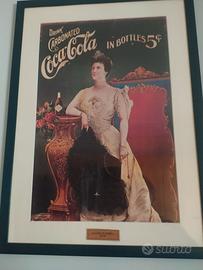 DRINK
CARBONATED
Coca-Cola
IN BOTTLES 5¢
subito